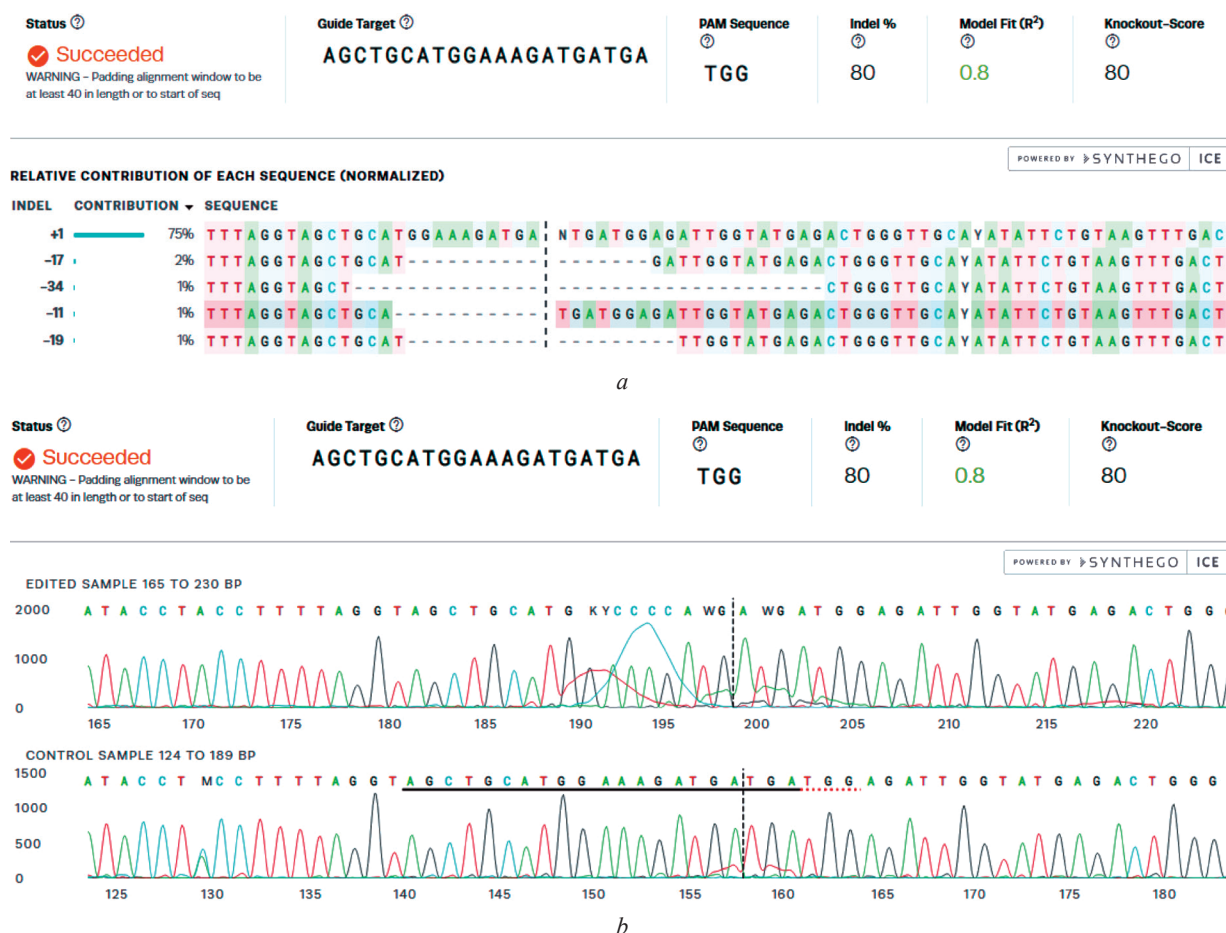 Status ? Guide Target ? PAM Sequence ? Indel % ? Model Fit (R²) ? Knockout-Score ?
Succeeded AGCTGCATGGAAAGATGATGA TGG 80 0.8 80
WARNING – Padding alignment window to be
at least 40 in length or to start of seq
POWERED BY SYNTHEGO ICE
RELATIVE CONTRIBUTION OF EACH SEQUENCE (NORMALIZED)
INDEL CONTRIBUTION SEQUENCE
+1 75% TTTAGGTAGCTGCATGGAAAGATGA NTGATGGAGATTGGTATGAGACTGGGTTGCAYATATTCTGTAAGTTTGAC
-17 2% TTTAGGTAGCTGCAT---------- -------GATTGGTATGAGACTGGGTTGCAYATATTCTGTAAGTTTGACT
-34 1% TTTAGGTAGCT-------------- --------------------CTGGGTTGCAYATATTCTGTAAGTTTGACT
-11 1% TTTAGGTAGCTGCA----------- TGATGGAGATTGGTATGAGACTGGGTTGCAYATATTCTGTAAGTTTGACT
-19 1% TTTAGGTAGCTGCAT---------- ---------TTGGTATGAGACTGGGTTGCAYATATTCTGTAAGTTTGACT
a
Status ? Guide Target ? PAM Sequence ? Indel % ? Model Fit (R²) ? Knockout-Score ?
Succeeded AGCTGCATGGAAAGATGATGA TGG 80 0.8 80
WARNING – Padding alignment window to be
at least 40 in length or to start of seq
POWERED BY SYNTHEGO ICE
EDITED SAMPLE 165 TO 230 BP
2000 ATACCTACCTTTTAGGTAGCTGCATGKYCCCCAWGAWGATGGAGATTGGTATGAGACTGG
1000
0
165 170 175 180 185 190 195 200 205 210 215 220
CONTROL SAMPLE 124 TO 189 BP
1500 ATACCTMCCTTTTAGGTAGCTGCATGGAAAGATGATGATGGAGATTGGTATGAGACTGGG
1000
500
0
125 130 135 140 145 150 155 160 165 170 175 180
b